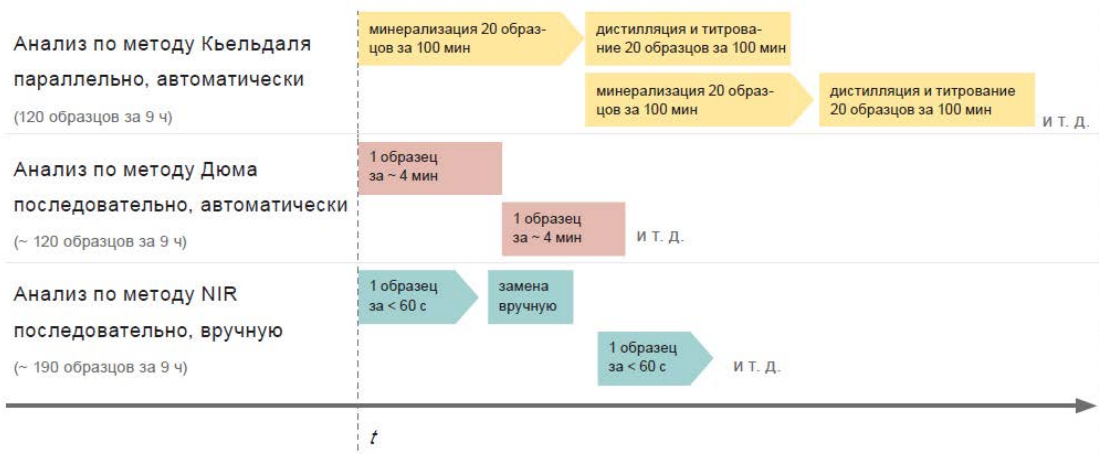 Анализ по методу Кьельдаля
параллельно, автоматически
(120 образцов за 9 ч)
минерализация 20 образ-
цов за 100 мин
дистилляция и титрова-
ние 20 образцов за 100 мин
минерализация 20 образ-
цов за 100 мин
дистилляция и титрование
20 образцов за 100 мин
и т. д.
Анализ по методу Дюма
последовательно, автоматически
(~ 120 образцов за 9 ч)
1 образец
за ~ 4 мин
1 образец
за ~ 4 мин
и т. д.
Анализ по методу NIR
последовательно, вручную
(~ 190 образцов за 9 ч)
1 образец
за < 60 с
замена
вручную
1 образец
за < 60 с
и т. д.
t